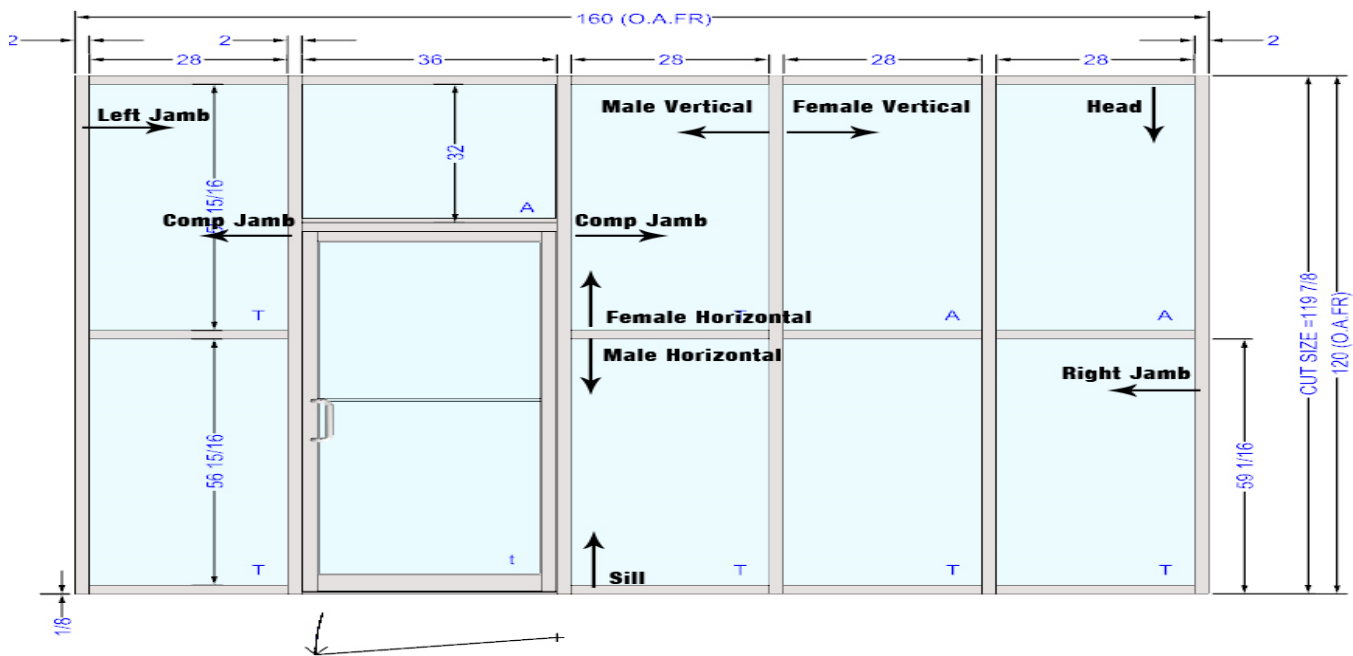 160 (O.A.FR)
2
2
2
28
36
28
28
28
Left Jamb
Male Vertical
Female Vertical
Head
32
Comp Jamb
A
Comp Jamb
CUT SIZE =119 7/8
120 (O.A.FR)
T
Female Horizontal
A
A
Male Horizontal
Right Jamb
56 15/16
59 1/16
t
T
Sill
T
T
T
1/8